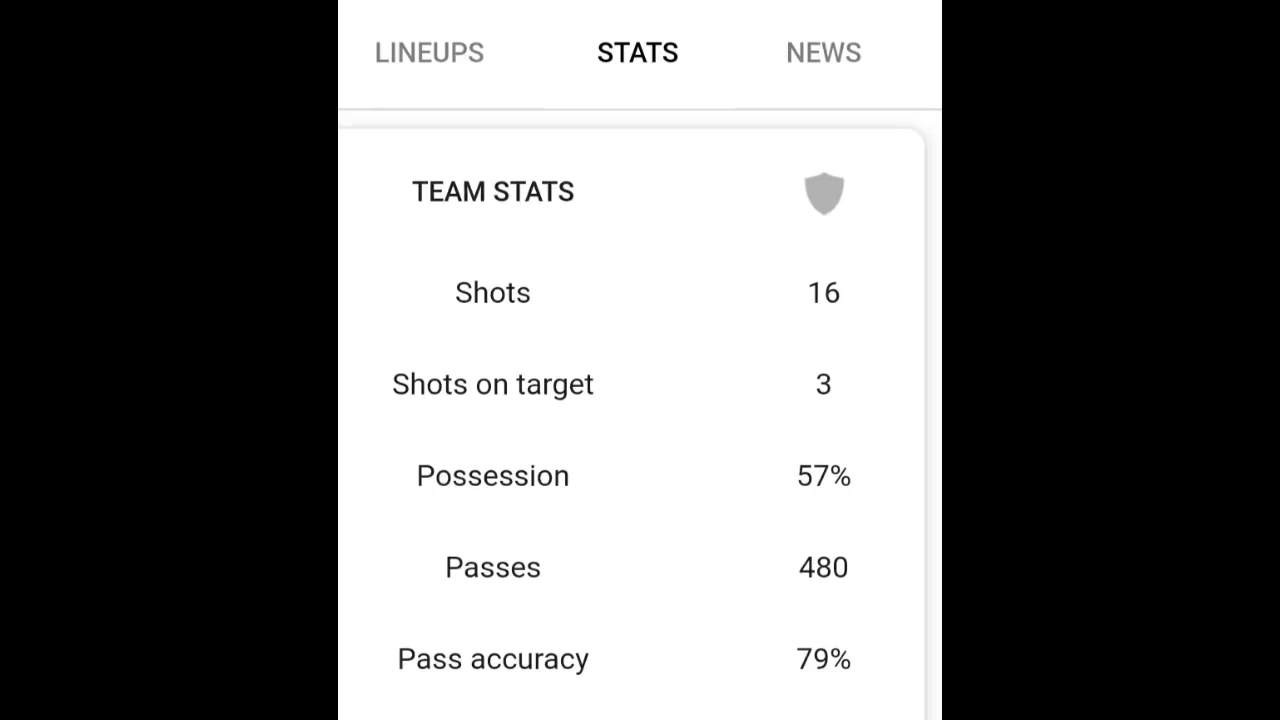 LINEUPS STATS NEWS
TEAM STATS
Shots 16
Shots on target 3
Possession 57%
Passes 480
Pass accuracy 79%